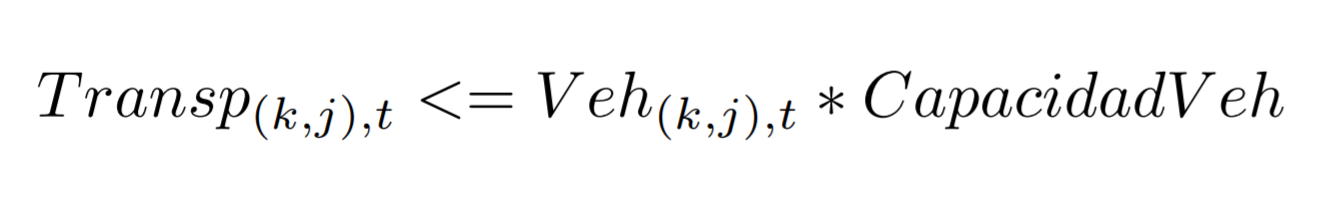 Transp_{(k,j),t} <= Veh_{(k,j),t} * CapacidadVeh